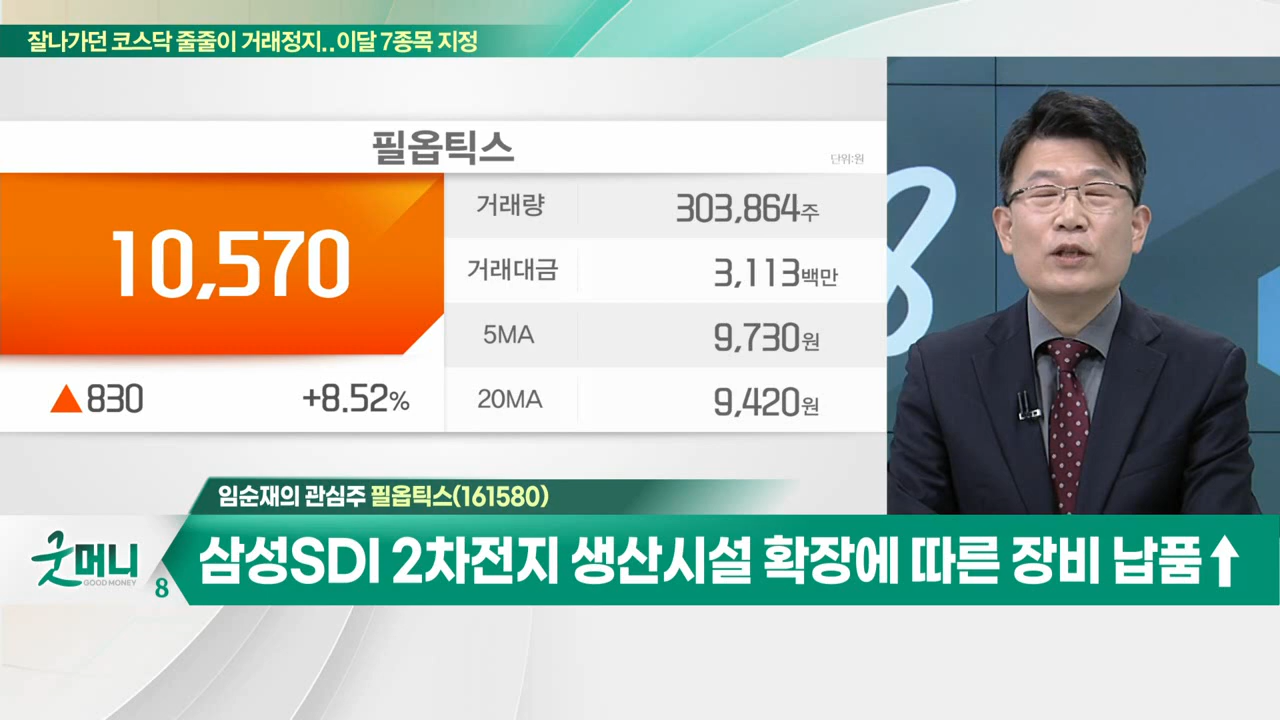 잘나가던 코스닥 줄줄이 거래정지..이달 7종목 지정
필옵틱스
단위:원
10,570
▲830 +8.52%
거래량 303,864주
거래대금 3,113백만
5MA 9,730원
20MA 9,420원
8
임순재의 관심주 필옵틱스(161580)
굿머니
GOOD MONEY
8
삼성SDI 2차전지 생산시설 확장에 따른 장비 납품↑